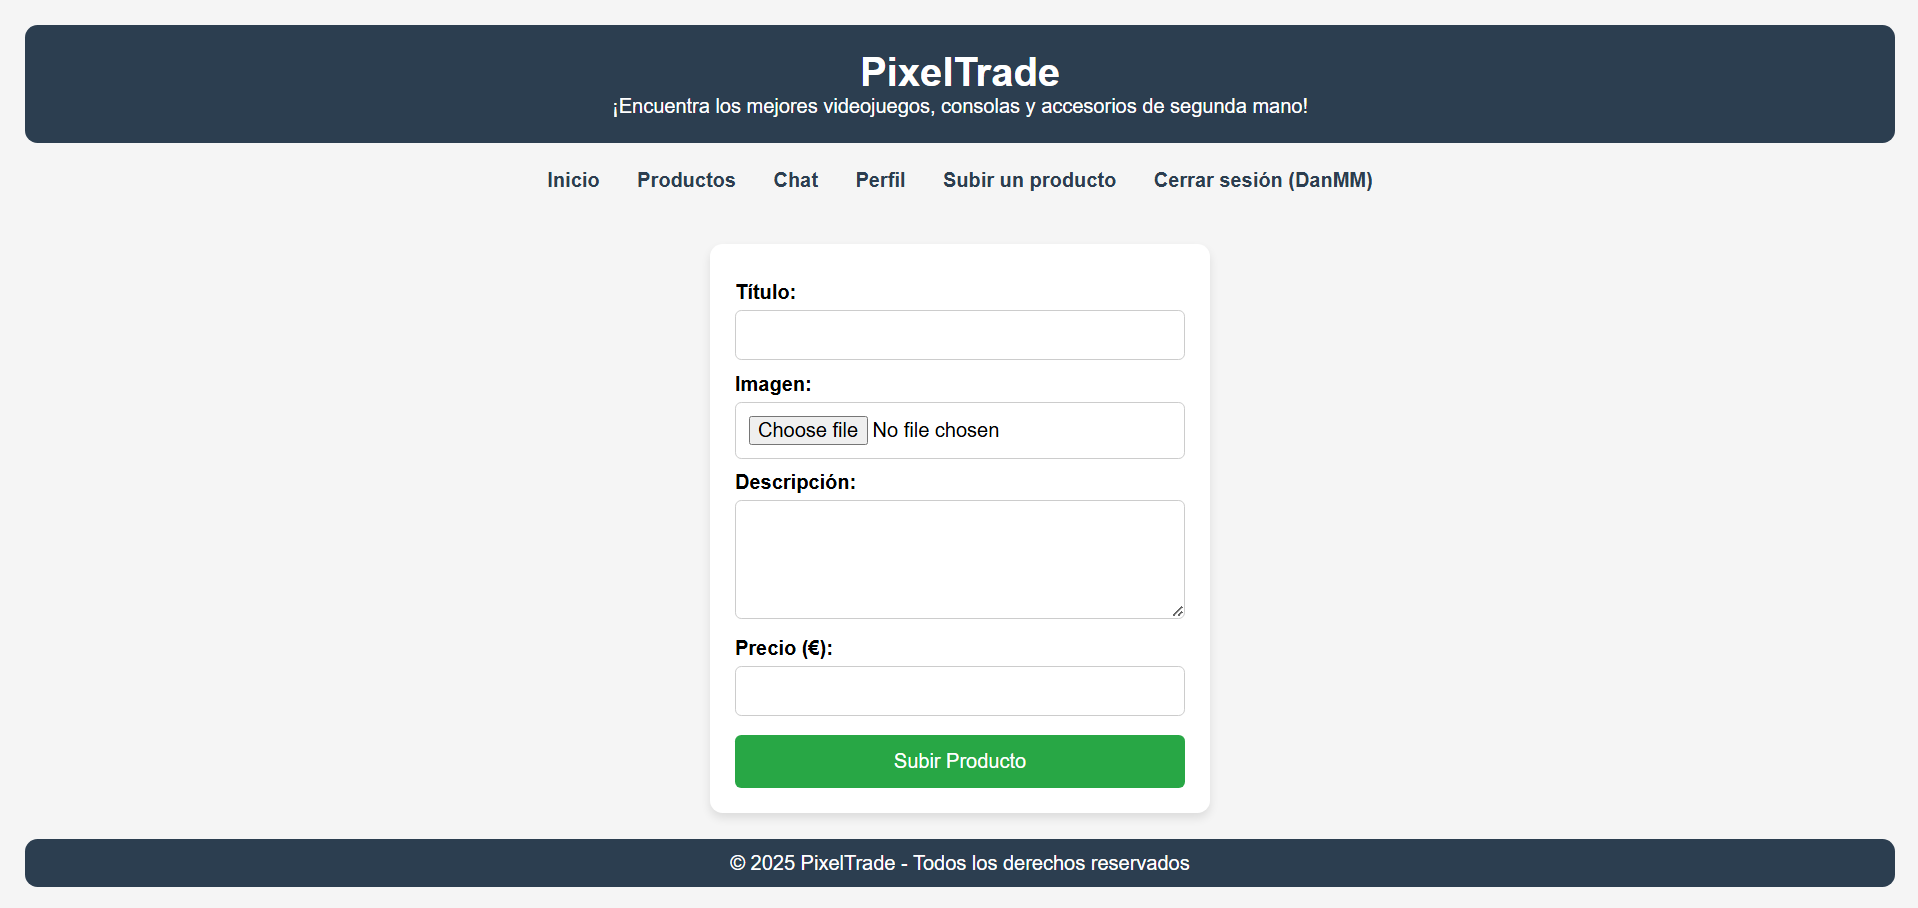 PixelTrade
¡Encuentra los mejores videojuegos, consolas y accesorios de segunda mano!
Inicio Productos Chat Perfil Subir un producto Cerrar sesión (DanMM)
Título:
Imagen:
Choose file No file chosen
Descripción:
Precio (€):
Subir Producto
© 2025 PixelTrade - Todos los derechos reservados